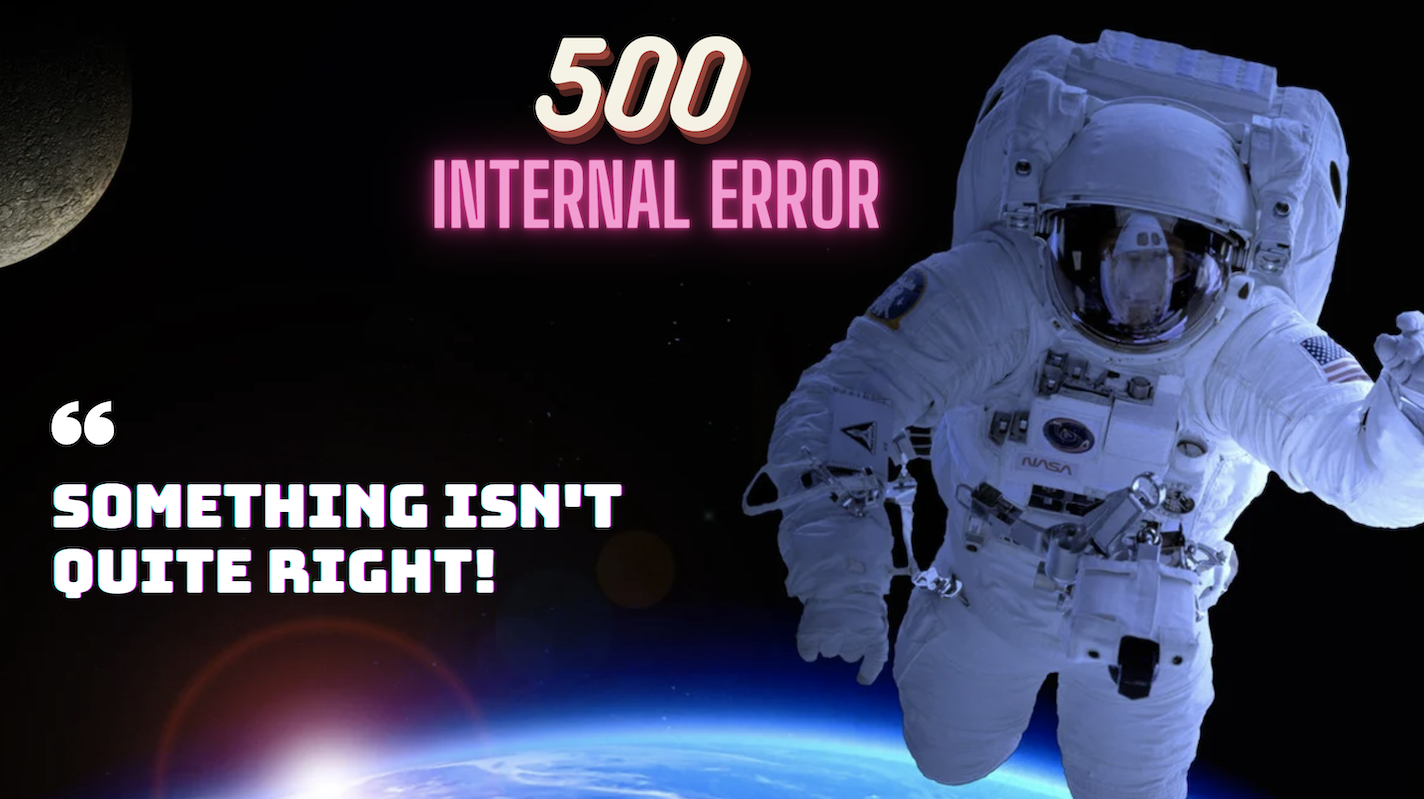 500
INTERNAL ERROR
“
SOMETHING ISN'T
QUITE RIGHT!
NASA